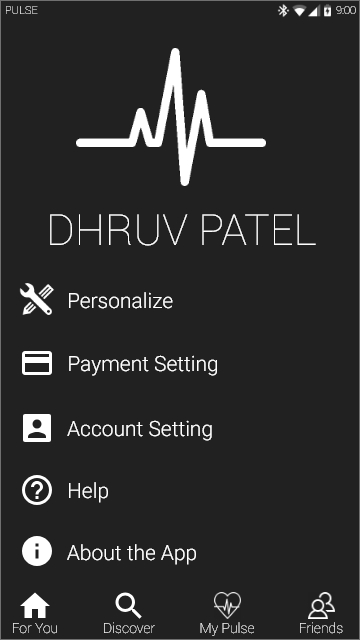 PULSE 9:00
DHRUV PATEL
Personalize
Payment Setting
Account Setting
Help
About the App
For You Discover My Pulse Friends